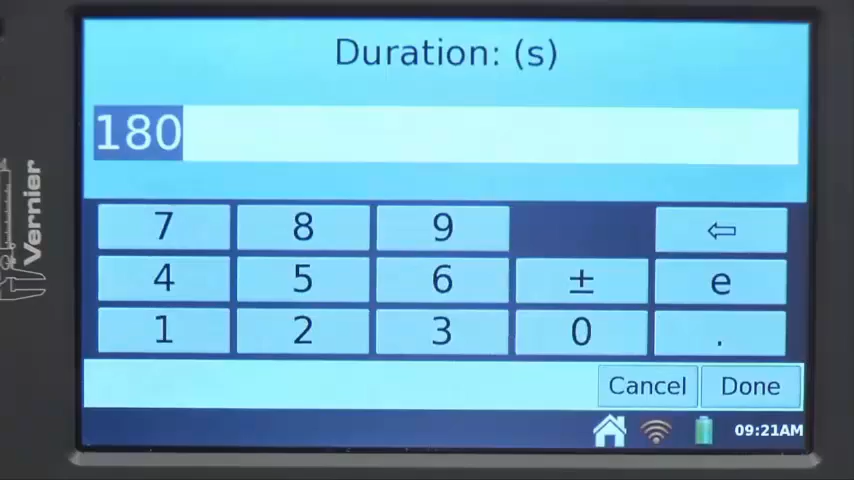 Duration: (s)
180
7 8 9 ⇦
4 5 6 ± e
1 2 3 0 .
Cancel Done
09:21AM
Vernier